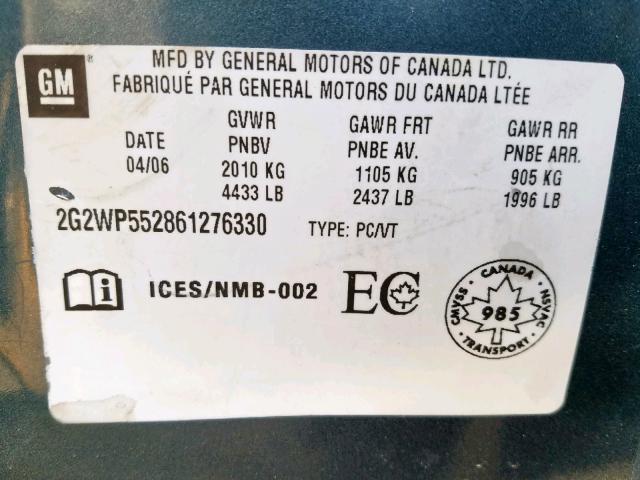 GM ®
MFD BY GENERAL MOTORS OF CANADA LTD.
FABRIQUÉ PAR GENERAL MOTORS DU CANADA LTÉE
GVWR GAWR FRT GAWR RR
DATE PNBV PNBE AV. PNBE ARR.
04/06 2010 KG 1105 KG 905 KG
4433 LB 2437 LB 1996 LB
2G2WP552861276330 TYPE: PC/VT
i ICES/NMB-002 EC
CANADA
CMVSS 985 NSVAC
TRANSPORT